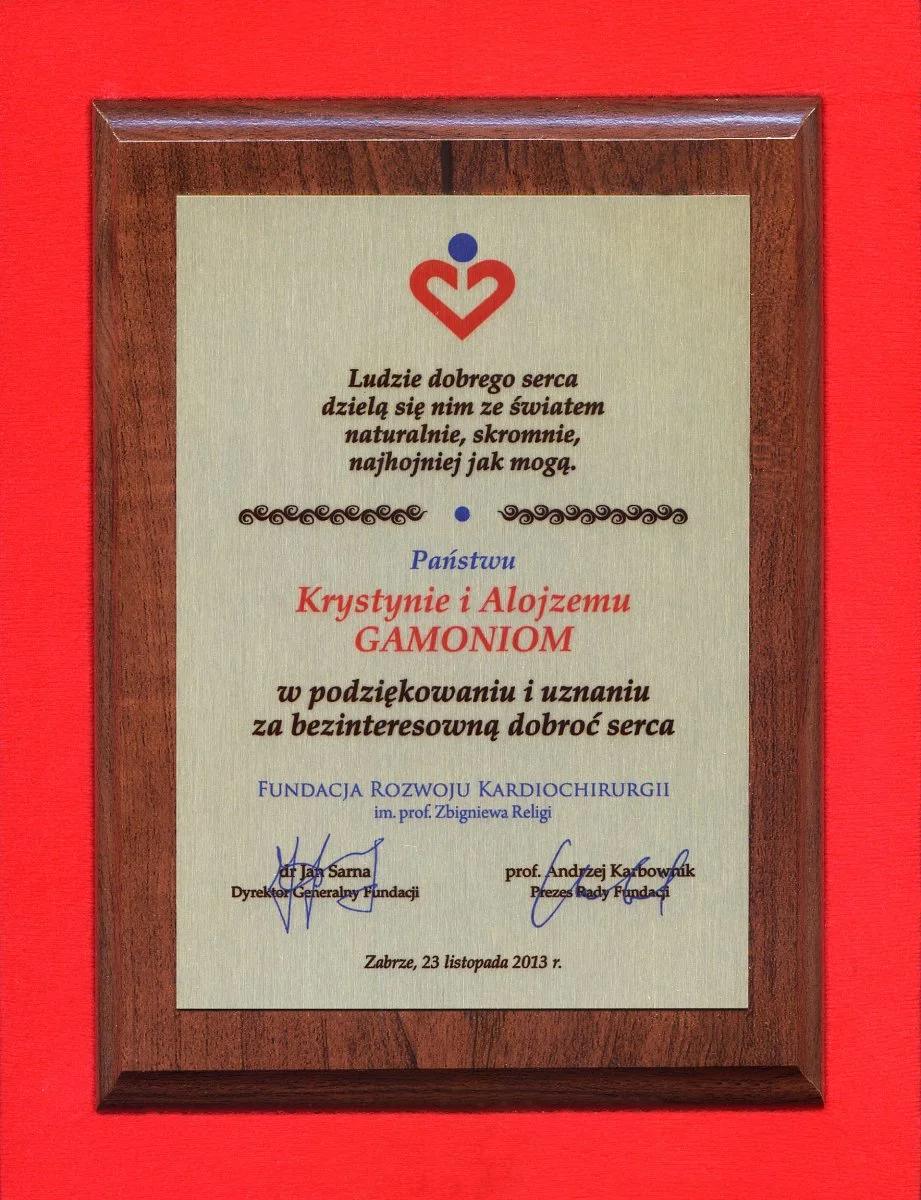 Ludzie dobrego serca
dzielą się nim ze światem
naturalnie, skromnie,
najhojniej jak mogą.
Państwu
Krystynie i Alojzemu
GAMONIOM
w podziękowaniu i uznaniu
za bezinteresowną dobroć serca
FUNDACJA ROZWOJU KARDIOCHIRURGII
im. prof. Zbigniewa Religi
dr Jan Sarna
Dyrektor Generalny Fundacji
prof. Andrzej Karbownik
Prezes Rady Fundacji
Zabrze, 23 listopada 2013 r.